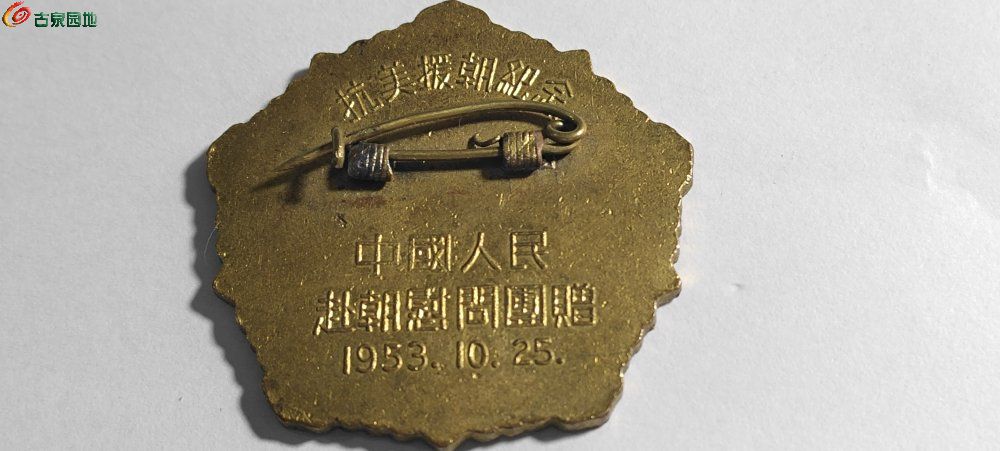 古泉园地
抗美援朝紀念
中國人民
赴朝慰問團贈
1953.10.25.